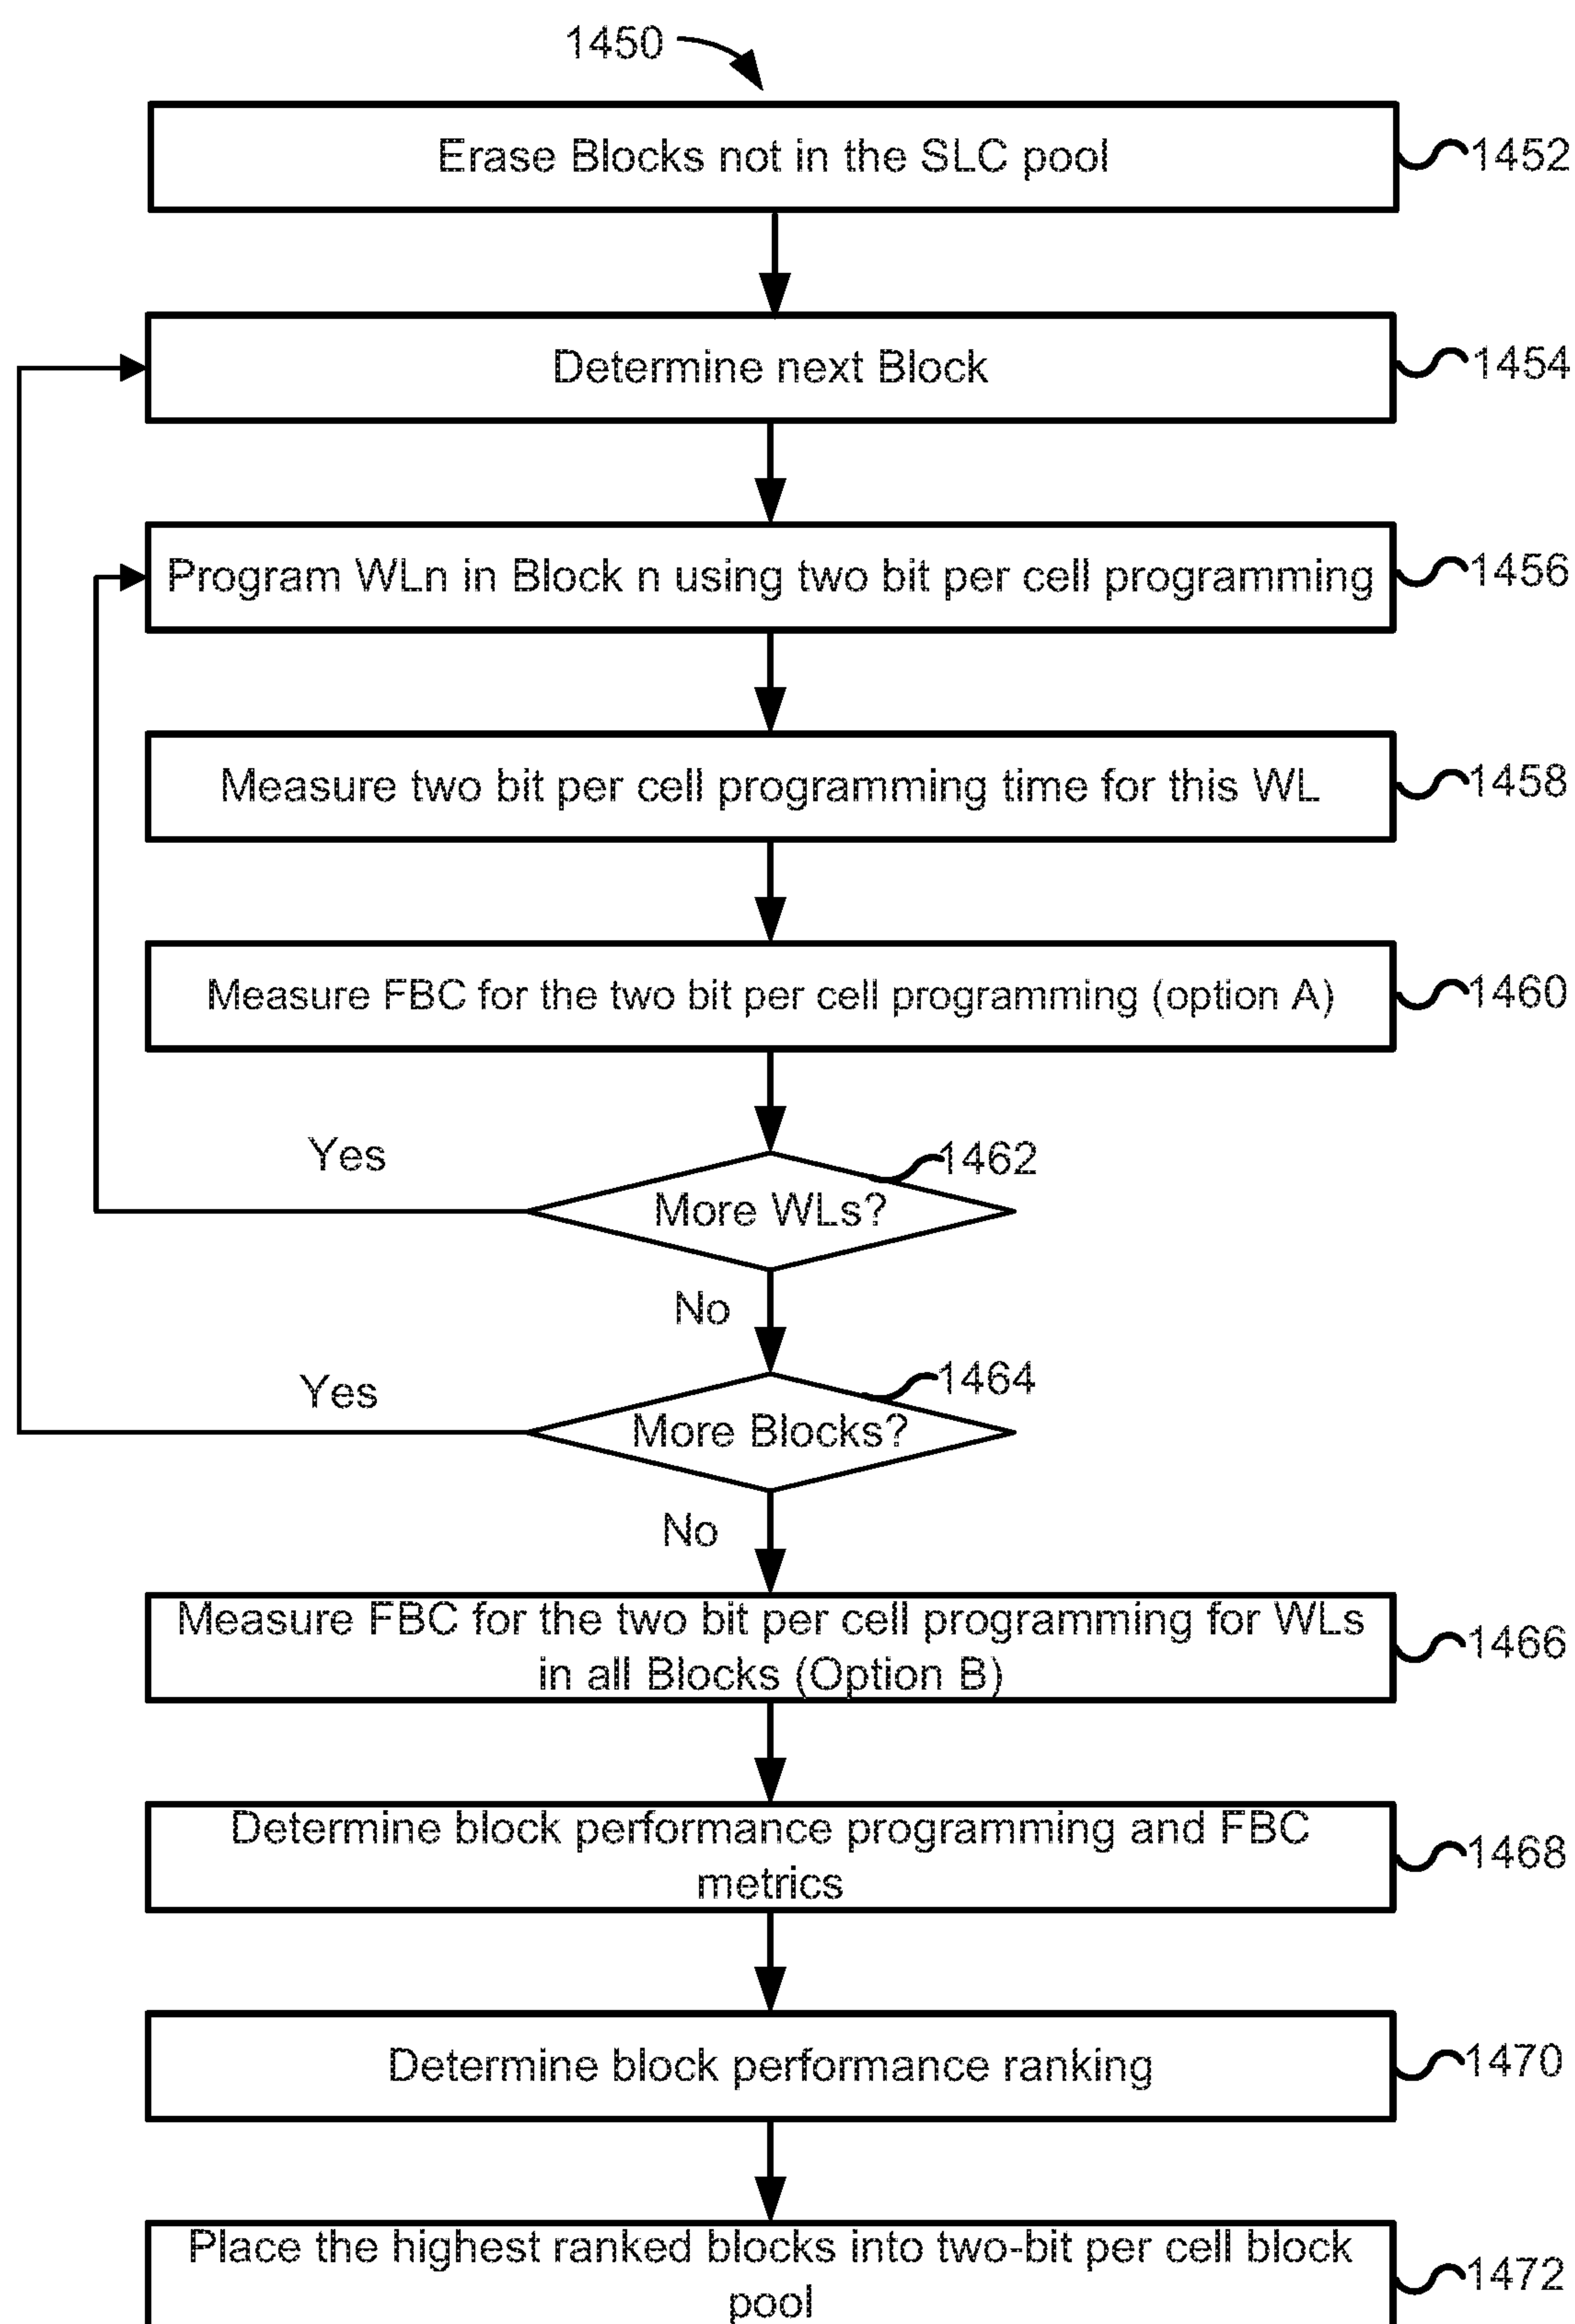 1450
Erase Blocks not in the SLC pool
1452
Determine next Block
1454
Program WLn in Block n using two bit per cell programming
1456
Measure two bit per cell programming time for this WL
1458
Measure FBC for the two bit per cell programming (option A)
1460
Yes
1462
More WLs?
No
1464
Yes
More Blocks?
No
Measure FBC for the two bit per cell programming for WLs
in all Blocks (Option B)
1466
Determine block performance programming and FBC
metrics
1468
Determine block performance ranking
1470
Place the highest ranked blocks into two-bit per cell block
pool
1472